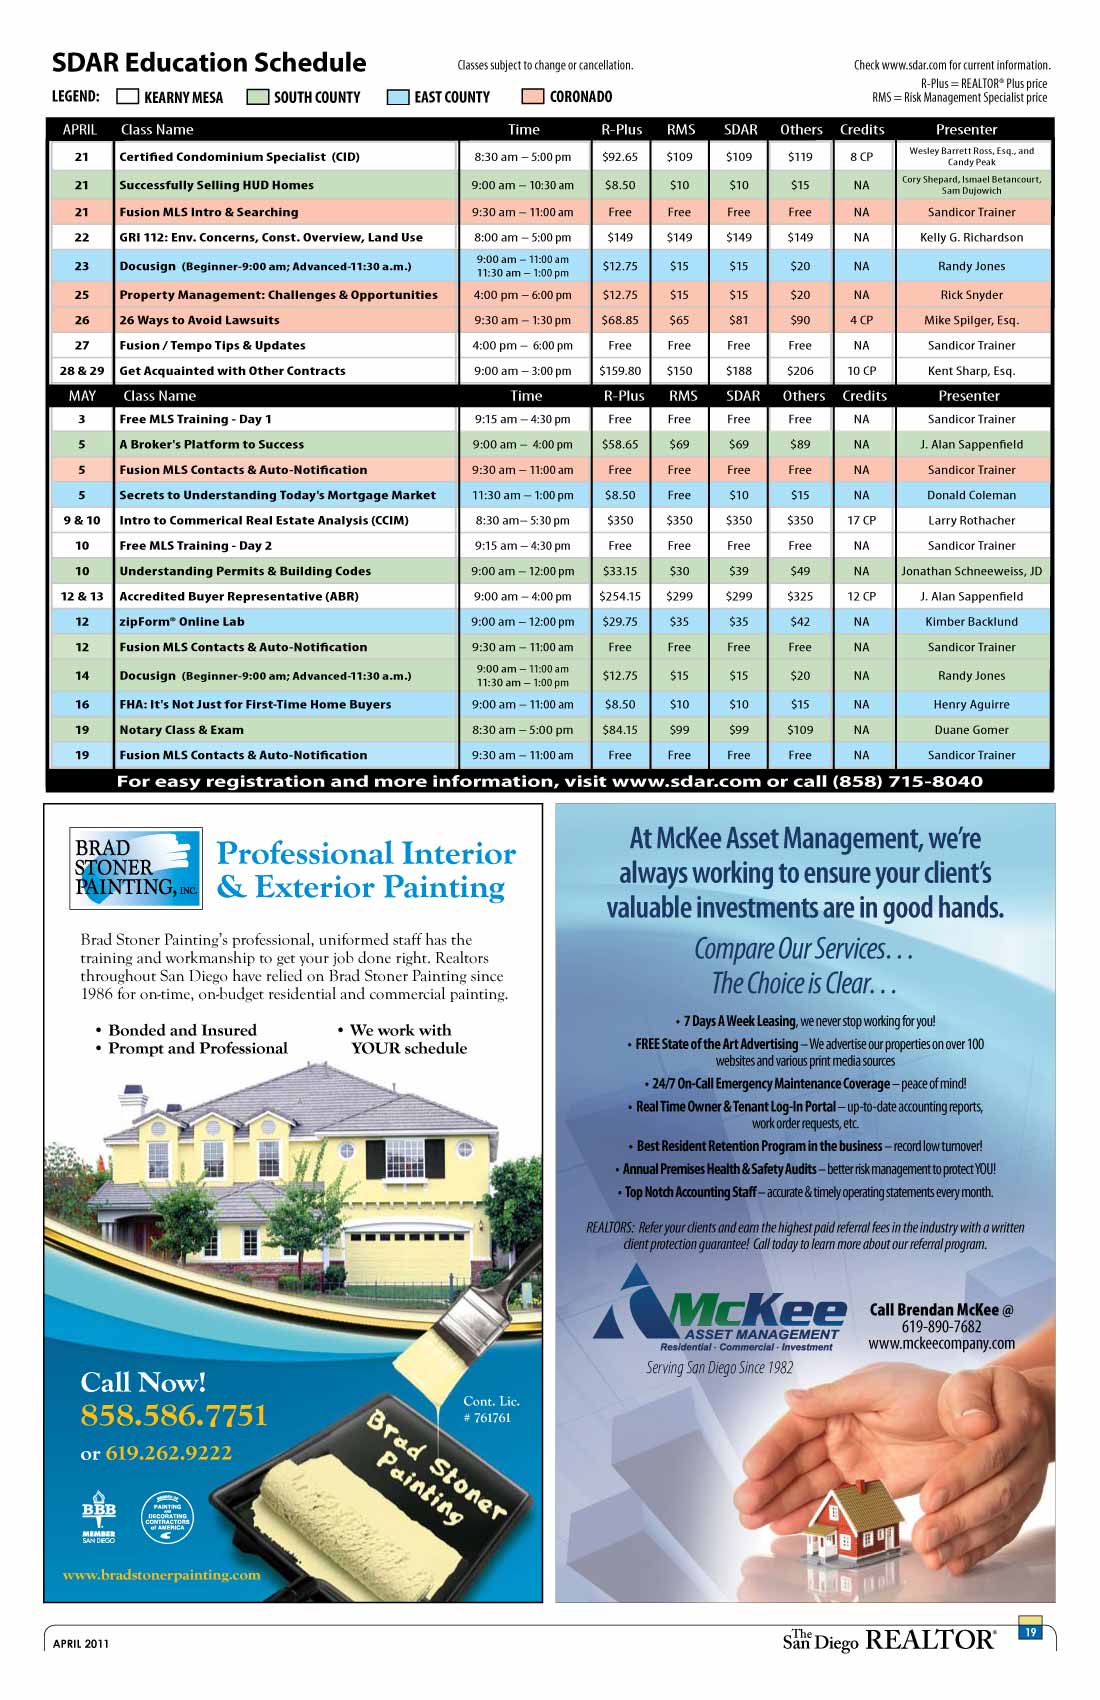 SDAR Education Schedule
Classes subject to change or cancellation.
Check www.sdar.com for current information.
R-Plus = REALTOR® Plus price
RMS = Risk Management Specialist price
LEGEND: KEARNY MESA SOUTH COUNTY EAST COUNTY CORONADO
APRIL Class Name Time R-Plus RMS SDAR Others Credits Presenter
21 Certified Condominium Specialist (CID) 8:30 am – 5:00 pm $92.65 $109 $109 $119 8 CP Wesley Barrett Ross, Esq., and Candy Peak
21 Successfully Selling HUD Homes 9:00 am – 10:30 am $8.50 $10 $10 $15 NA Cory Shepard, Ismael Betancourt, Sam Dujowich
21 Fusion MLS Intro & Searching 9:30 am – 11:00 am Free Free Free Free NA Sandicor Trainer
22 GRI 112: Env. Concerns, Const. Overview, Land Use 8:00 am – 5:00 pm $149 $149 $149 $149 NA Kelly G. Richardson
23 Docusign (Beginner-9:00 am; Advanced-11:30 a.m.) 9:00 am – 11:00 am 11:30 am – 1:00 pm $12.75 $15 $15 $20 NA Randy Jones
25 Property Management: Challenges & Opportunities 4:00 pm – 6:00 pm $12.75 $15 $15 $20 NA Rick Snyder
26 26 Ways to Avoid Lawsuits 9:30 am – 1:30 pm $68.85 $65 $81 $90 4 CP Mike Spilger, Esq.
27 Fusion / Tempo Tips & Updates 4:00 pm – 6:00 pm Free Free Free Free NA Sandicor Trainer
28 & 29 Get Acquainted with Other Contracts 9:00 am – 3:00 pm $159.80 $150 $188 $206 10 CP Kent Sharp, Esq.
MAY Class Name Time R-Plus RMS SDAR Others Credits Presenter
3 Free MLS Training - Day 1 9:15 am – 4:30 pm Free Free Free Free NA Sandicor Trainer
5 A Broker's Platform to Success 9:00 am – 4:00 pm $58.65 $69 $69 $89 NA J. Alan Sappenfield
5 Fusion MLS Contacts & Auto-Notification 9:30 am – 11:00 am Free Free Free Free NA Sandicor Trainer
5 Secrets to Understanding Today's Mortgage Market 11:30 am – 1:00 pm $8.50 Free $10 $15 NA Donald Coleman
9 & 10 Intro to Commerical Real Estate Analysis (CCIM) 8:30 am– 5:30 pm $350 $350 $350 $350 17 CP Larry Rothacher
10 Free MLS Training - Day 2 9:15 am – 4:30 pm Free Free Free Free NA Sandicor Trainer
10 Understanding Permits & Building Codes 9:00 am – 12:00 pm $33.15 $30 $39 $49 NA Jonathan Schneeweiss, JD
12 & 13 Accredited Buyer Representative (ABR) 9:00 am – 4:00 pm $254.15 $299 $299 $325 12 CP J. Alan Sappenfield
12 zipForm® Online Lab 9:00 am – 12:00 pm $29.75 $35 $35 $42 NA Kimber Backlund
12 Fusion MLS Contacts & Auto-Notification 9:30 am – 11:00 am Free Free Free Free NA Sandicor Trainer
14 Docusign (Beginner-9:00 am; Advanced-11:30 a.m.) 9:00 am – 11:00 am 11:30 am – 1:00 pm $12.75 $15 $15 $20 NA Randy Jones
16 FHA: It's Not Just for First-Time Home Buyers 9:00 am – 11:00 am $8.50 $10 $10 $15 NA Henry Aguirre
19 Notary Class & Exam 8:30 am – 5:00 pm $84.15 $99 $99 $109 NA Duane Gomer
19 Fusion MLS Contacts & Auto-Notification 9:30 am – 11:00 am Free Free Free Free NA Sandicor Trainer
For easy registration and more information, visit www.sdar.com or call (858) 715-8040
BRAD
STONER
PAINTING, INC.
Professional Interior
& Exterior Painting
Brad Stoner Painting's professional, uniformed staff has the
training and workmanship to get your job done right. Realtors
throughout San Diego have relied on Brad Stoner Painting since
1986 for on-time, on-budget residential and commercial painting.
• Bonded and Insured
• Prompt and Professional
• We work with
YOUR schedule
Call Now!
858.586.7751
or 619.262.9222
Cont. Lic.
# 761761
Brad Stoner
Painting
BBB
MEMBER
SAN DIEGO
PAINTING
AND
DECORATING
CONTRACTORS
OF AMERICA
www.bradstonerpainting.com
At McKee Asset Management, we're
always working to ensure your client's
valuable investments are in good hands.
Compare Our Services. . .
The Choice is Clear. . .
• 7 Days A Week Leasing, we never stop working for you!
• FREE State of the Art Advertising – We advertise our properties on over 100
websites and various print media sources
• 24/7 On-Call Emergency Maintenance Coverage – peace of mind!
• Real Time Owner & Tenant Log-In Portal – up-to-date accounting reports,
work order requests, etc.
• Best Resident Retention Program in the business – record low turnover!
• Annual Premises Health & Safety Audits – better risk management to protect YOU!
• Top Notch Accounting Staff – accurate & timely operating statements every month.
REALTORS: Refer your clients and earn the highest paid referral fees in the industry with a written
client protection guarantee! Call today to learn more about our referral program.
McKee
ASSET MANAGEMENT
Residential · Commercial · Investment
Serving San Diego Since 1982
Call Brendan McKee @
619-890-7682
www.mckeecompany.com
APRIL 2011
The San Diego REALTOR®
19